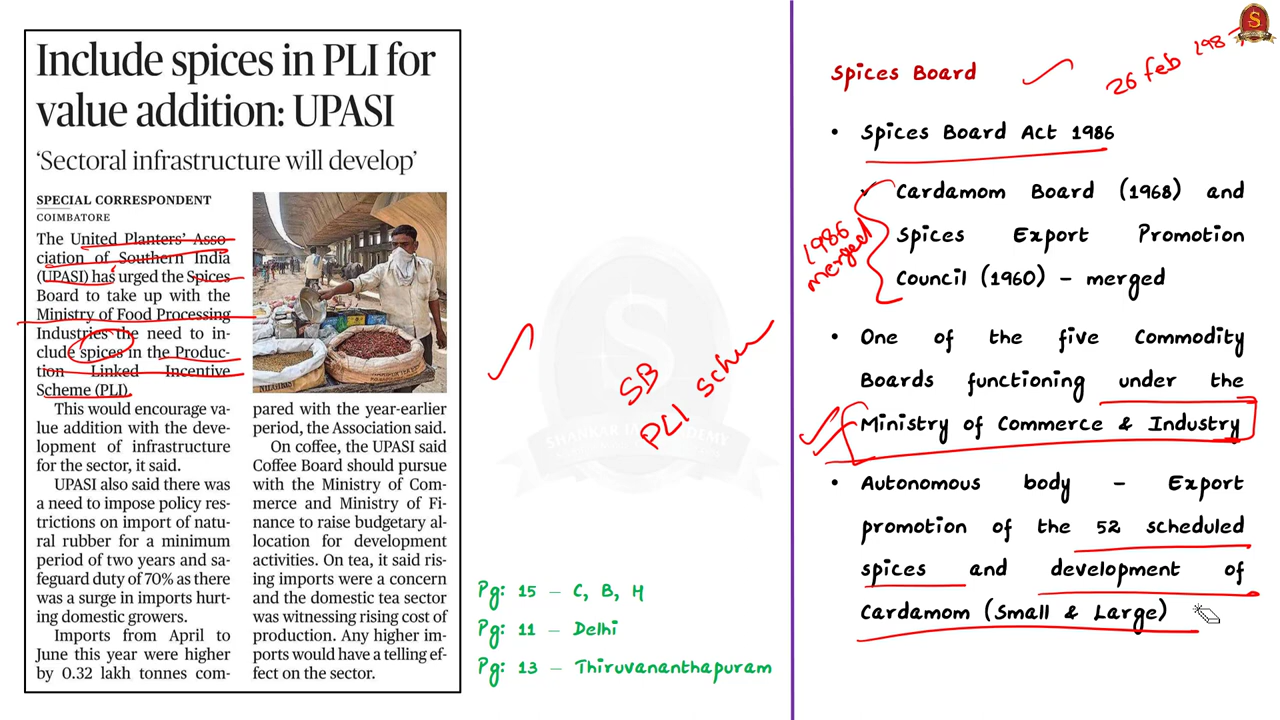 Include spices in PLI for
value addition: UPASI
‘Sectoral infrastructure will develop’
SPECIAL CORRESPONDENT
COIMBATORE
The United Planters’ Asso-
ciation of Southern India
(UPASI) has urged the Spices
Board to take up with the
Ministry of Food Processing
Industries the need to in-
clude spices in the Produc-
tion Linked Incentive
Scheme (PLI).
This would encourage va-
lue addition with the deve-
lopment of infrastructure
for the sector, it said.
UPASI also said there was
a need to impose policy res-
trictions on import of natu-
ral rubber for a minimum
period of two years and sa-
feguard duty of 70% as there
was a surge in imports hurt-
ing domestic growers.
Imports from April to
June this year were higher
by 0.32 lakh tonnes com-
pared with the year-earlier
period, the Association said.
On coffee, the UPASI said
Coffee Board should pursue
with the Ministry of Com-
merce and Ministry of Fi-
nance to raise budgetary al-
location for development
activities. On tea, it said ris-
ing imports were a concern
and the domestic tea sector
was witnessing rising cost of
production. Any higher im-
ports would have a telling ef-
fect on the sector.
SB
PLI
SHANKAR IAS ACADEMY
Pg: 15 – C, B, H
Pg: 11 – Delhi
Pg: 13 – Thiruvananthapuram
Spices Board
26 Feb 1987
• Spices Board Act 1986
Cardamom Board (1968) and
Spices Export Promotion
Council (1960) – merged
1986
merged
• One of the five Commodity
Boards functioning under the
Ministry of Commerce & Industry
• Autonomous body – Export
promotion of the 52 scheduled
spices and development of
Cardamom (Small & Large)